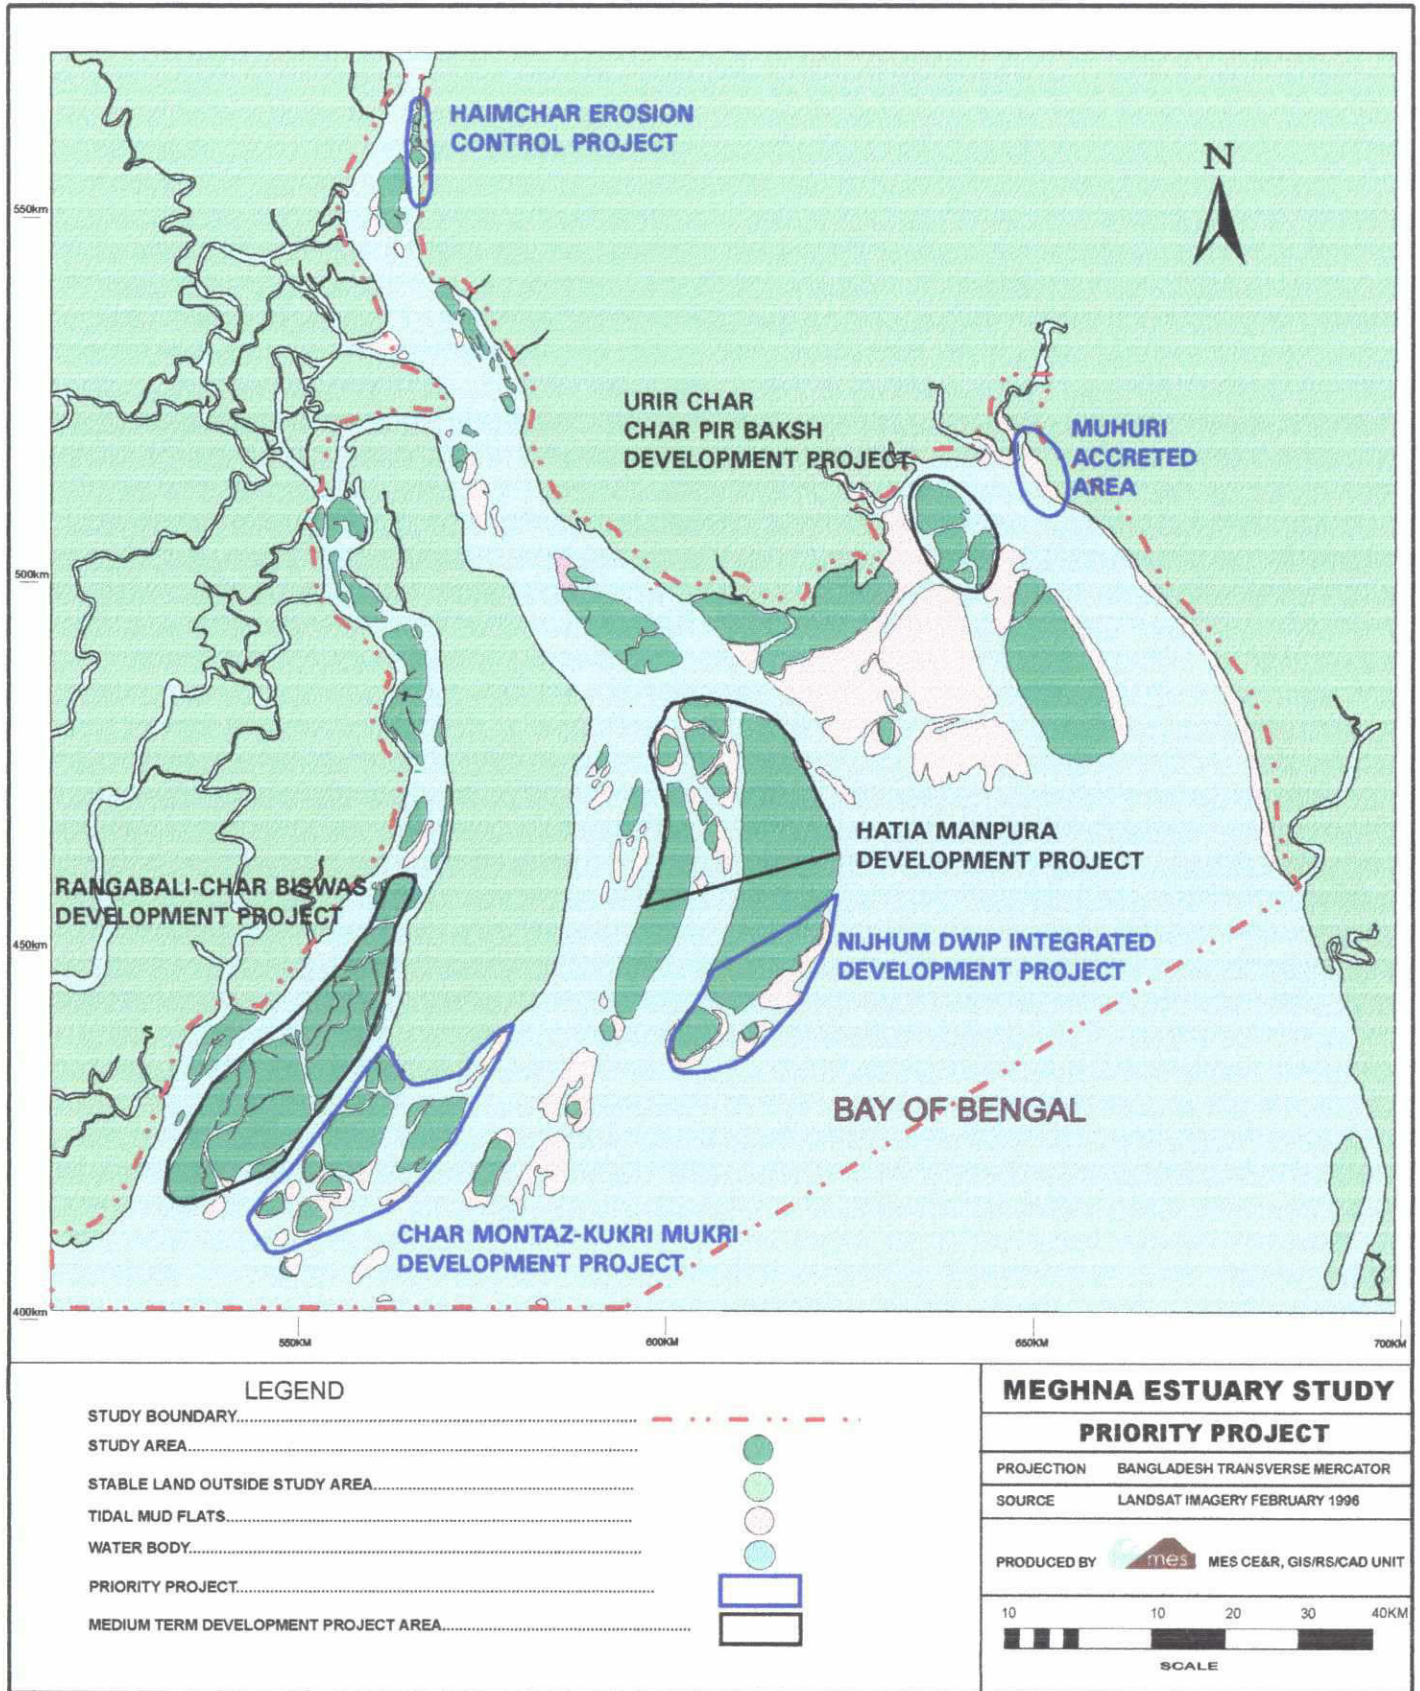 HAIMCHAR EROSION
CONTROL PROJECT
N
550km
URIR CHAR
CHAR PIR BAKSH
DEVELOPMENT PROJECT
MUHURI
ACCRETED
AREA
500km
HATIA MANPURA
DEVELOPMENT PROJECT
RANGABALI-CHAR BISWAS
DEVELOPMENT PROJECT
450km
NIJHUM DWIP INTEGRATED
DEVELOPMENT PROJECT
BAY OF BENGAL
CHAR MONTAZ-KUKRI MUKRI
DEVELOPMENT PROJECT
400km
550KM
600KM
650KM
700KM
LEGEND
STUDY BOUNDARY
STUDY AREA
STABLE LAND OUTSIDE STUDY AREA
TIDAL MUD FLATS
WATER BODY
PRIORITY PROJECT
MEDIUM TERM DEVELOPMENT PROJECT AREA
MEGHNA ESTUARY STUDY
PRIORITY PROJECT
PROJECTION BANGLADESH TRANSVERSE MERCATOR
SOURCE LANDSAT IMAGERY FEBRUARY 1996
PRODUCED BY mes MES CE&R, GIS/RS/CAD UNIT
10 10 20 30 40KM
SCALE